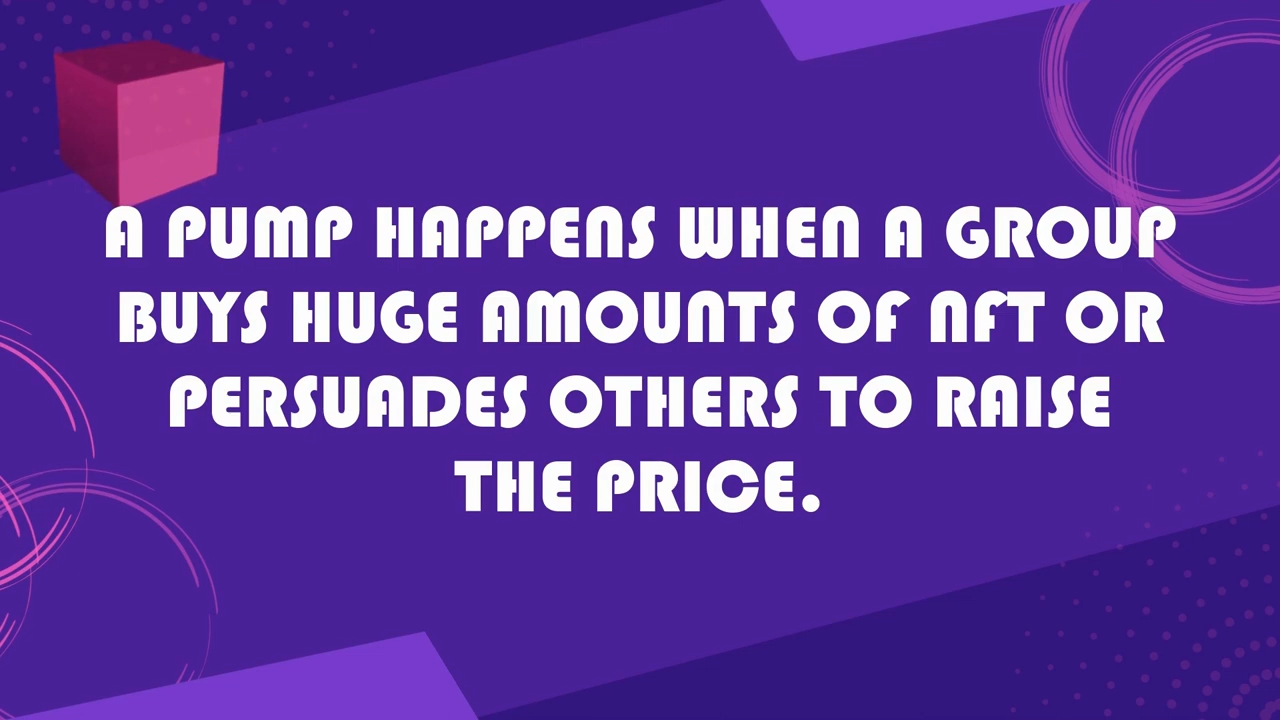 A PUMP HAPPENS WHEN A GROUP
BUYS HUGE AMOUNTS OF NFT OR
PERSUADES OTHERS TO RAISE
THE PRICE.